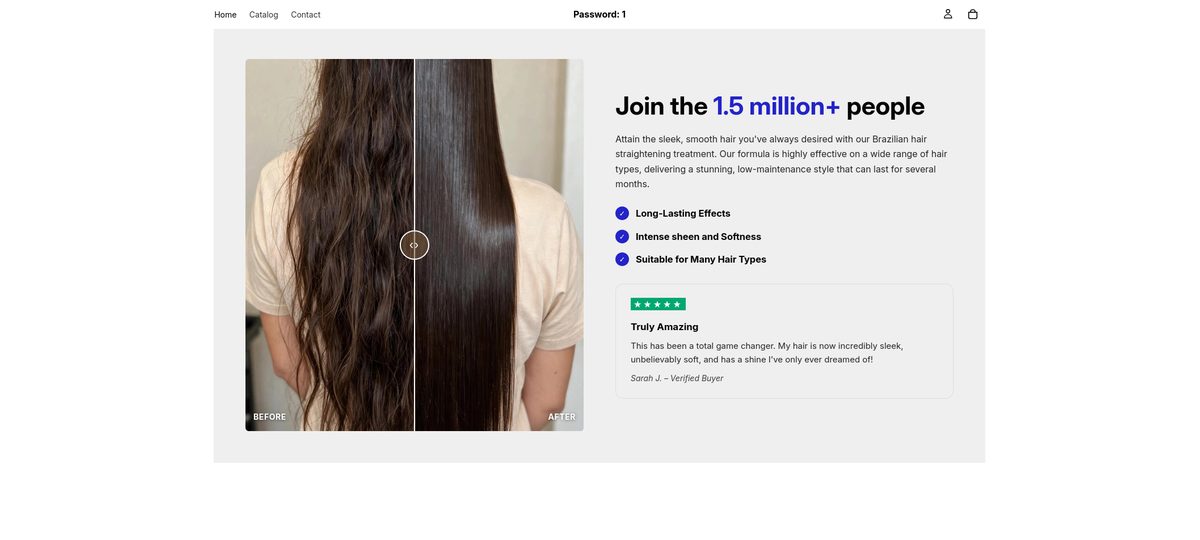 Home Catalog Contact Password: 1
Join the 1.5 million+ people
Attain the sleek, smooth hair you've always desired with our Brazilian hair
straightening treatment. Our formula is highly effective on a wide range of hair
types, delivering a stunning, low-maintenance style that can last for several
months.
Long-Lasting Effects
Intense sheen and Softness
Suitable for Many Hair Types
Truly Amazing
This has been a total game changer. My hair is now incredibly sleek,
unbelievably soft, and has a shine I've only ever dreamed of!
Sarah J. – Verified Buyer
BEFORE AFTER